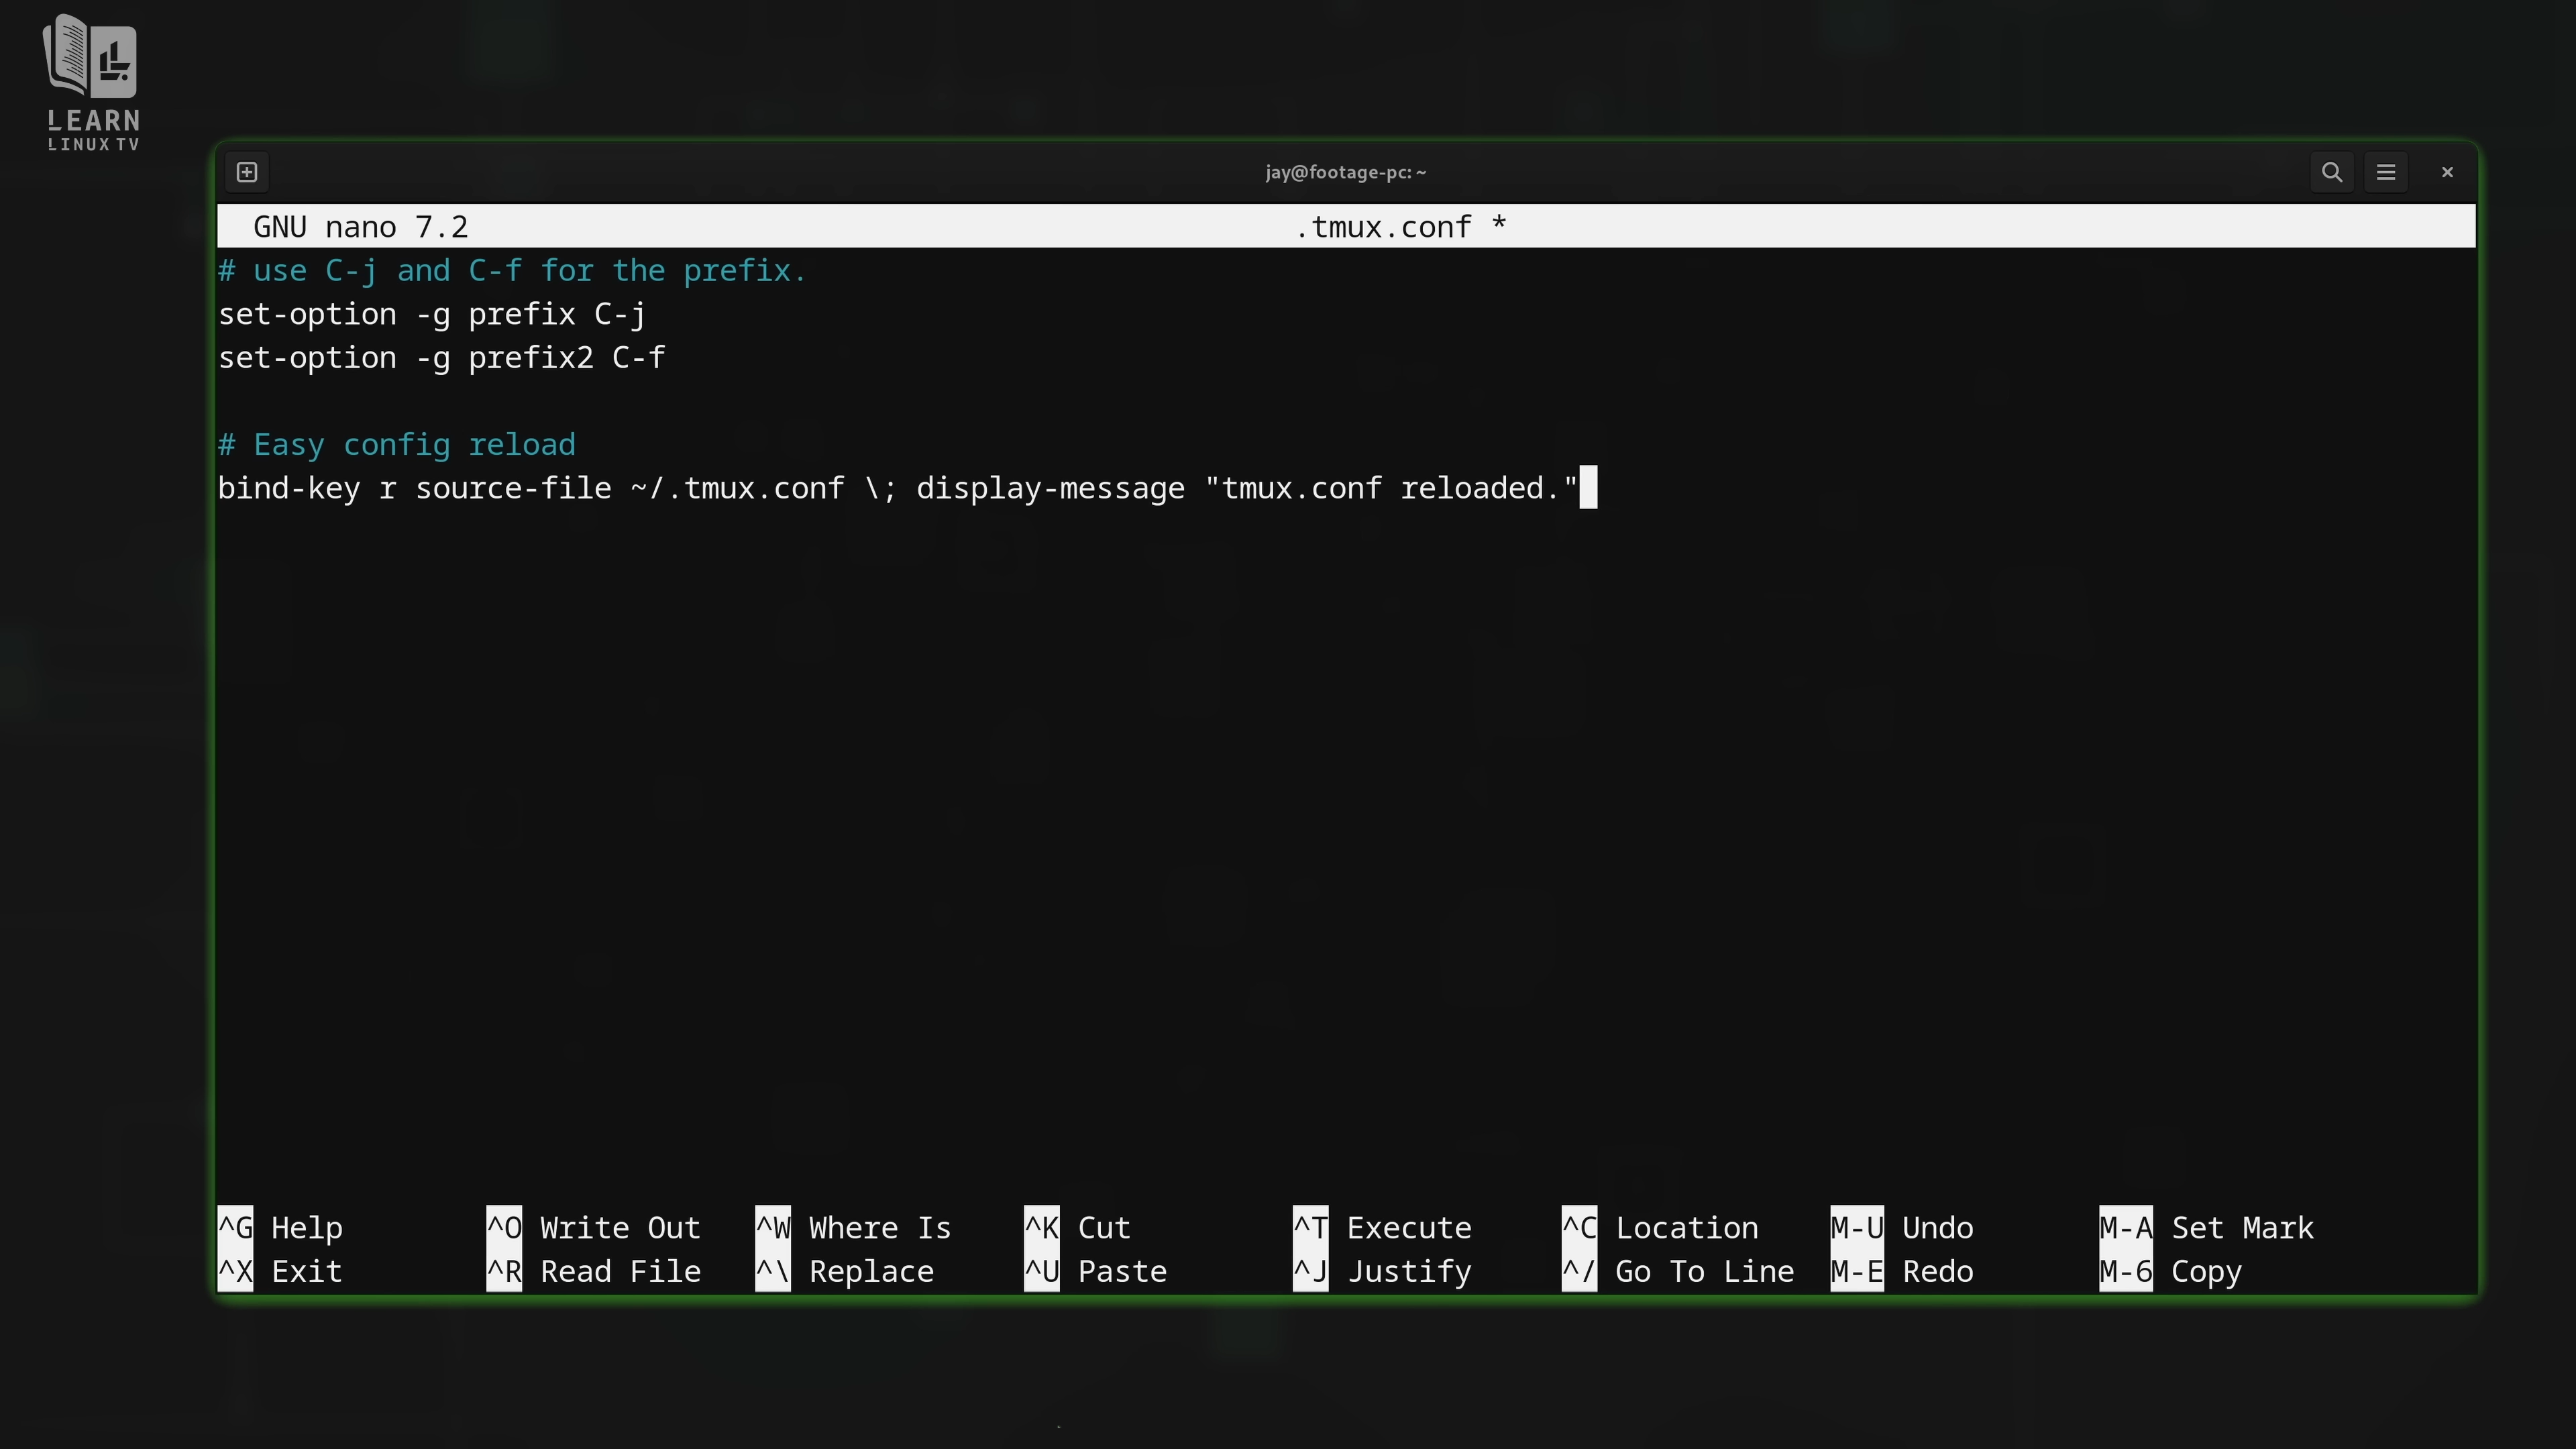 LEARN
LINUX TV
jay@footage-pc: ~
GNU nano 7.2 .tmux.conf *
# use C-j and C-f for the prefix.
set-option -g prefix C-j
set-option -g prefix2 C-f
# Easy config reload
bind-key r source-file ~/.tmux.conf \; display-message "tmux.conf reloaded."
^G Help ^O Write Out ^W Where Is ^K Cut ^T Execute ^C Location M-U Undo M-A Set Mark
^X Exit ^R Read File ^\ Replace ^U Paste ^J Justify ^/ Go To Line M-E Redo M-6 Copy